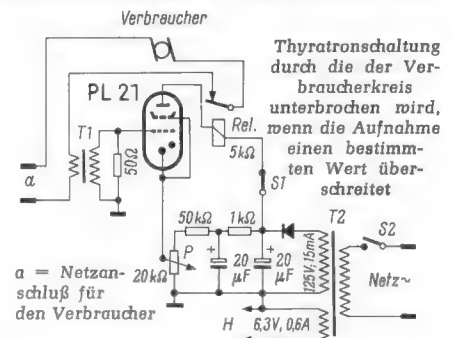 Verbraucher
Thyratronschaltung
durch die der Ver-
braucherkreis
unterbrochen wird,
wenn die Aufnahme
einen bestimm-
ten Wert über-
schreitet
PL 21
Rel.
5kΩ
T1
a
50Ω
S1
50kΩ
1kΩ
T2
S2
P
20kΩ
+
20
μF
+
20
μF
125V, 15mA
Netz~
a = Netzan-
schluß für
den Verbraucher
H
6,3V, 0,6A